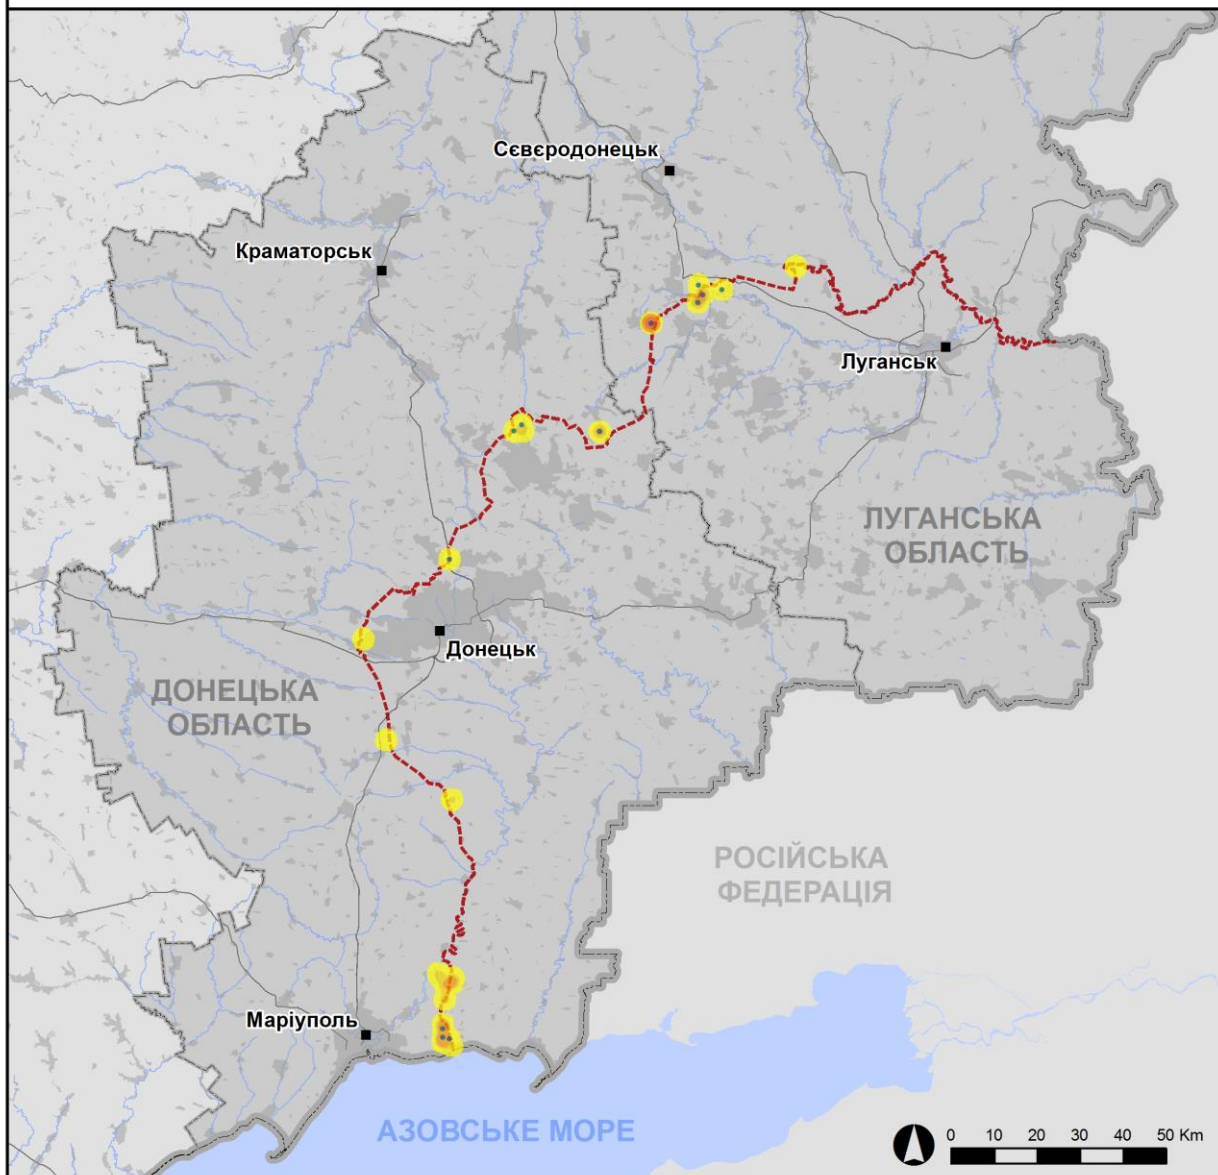 Сєвєродонецьк
Краматорськ
Луганськ
ЛУГАНСЬКА
ОБЛАСТЬ
Донецьк
ДОНЕЦЬКА
ОБЛАСТЬ
РОСІЙСЬКА
ФЕДЕРАЦІЯ
Маріуполь
АЗОВСЬКЕ МОРЕ
0 10 20 30 40 50 Km